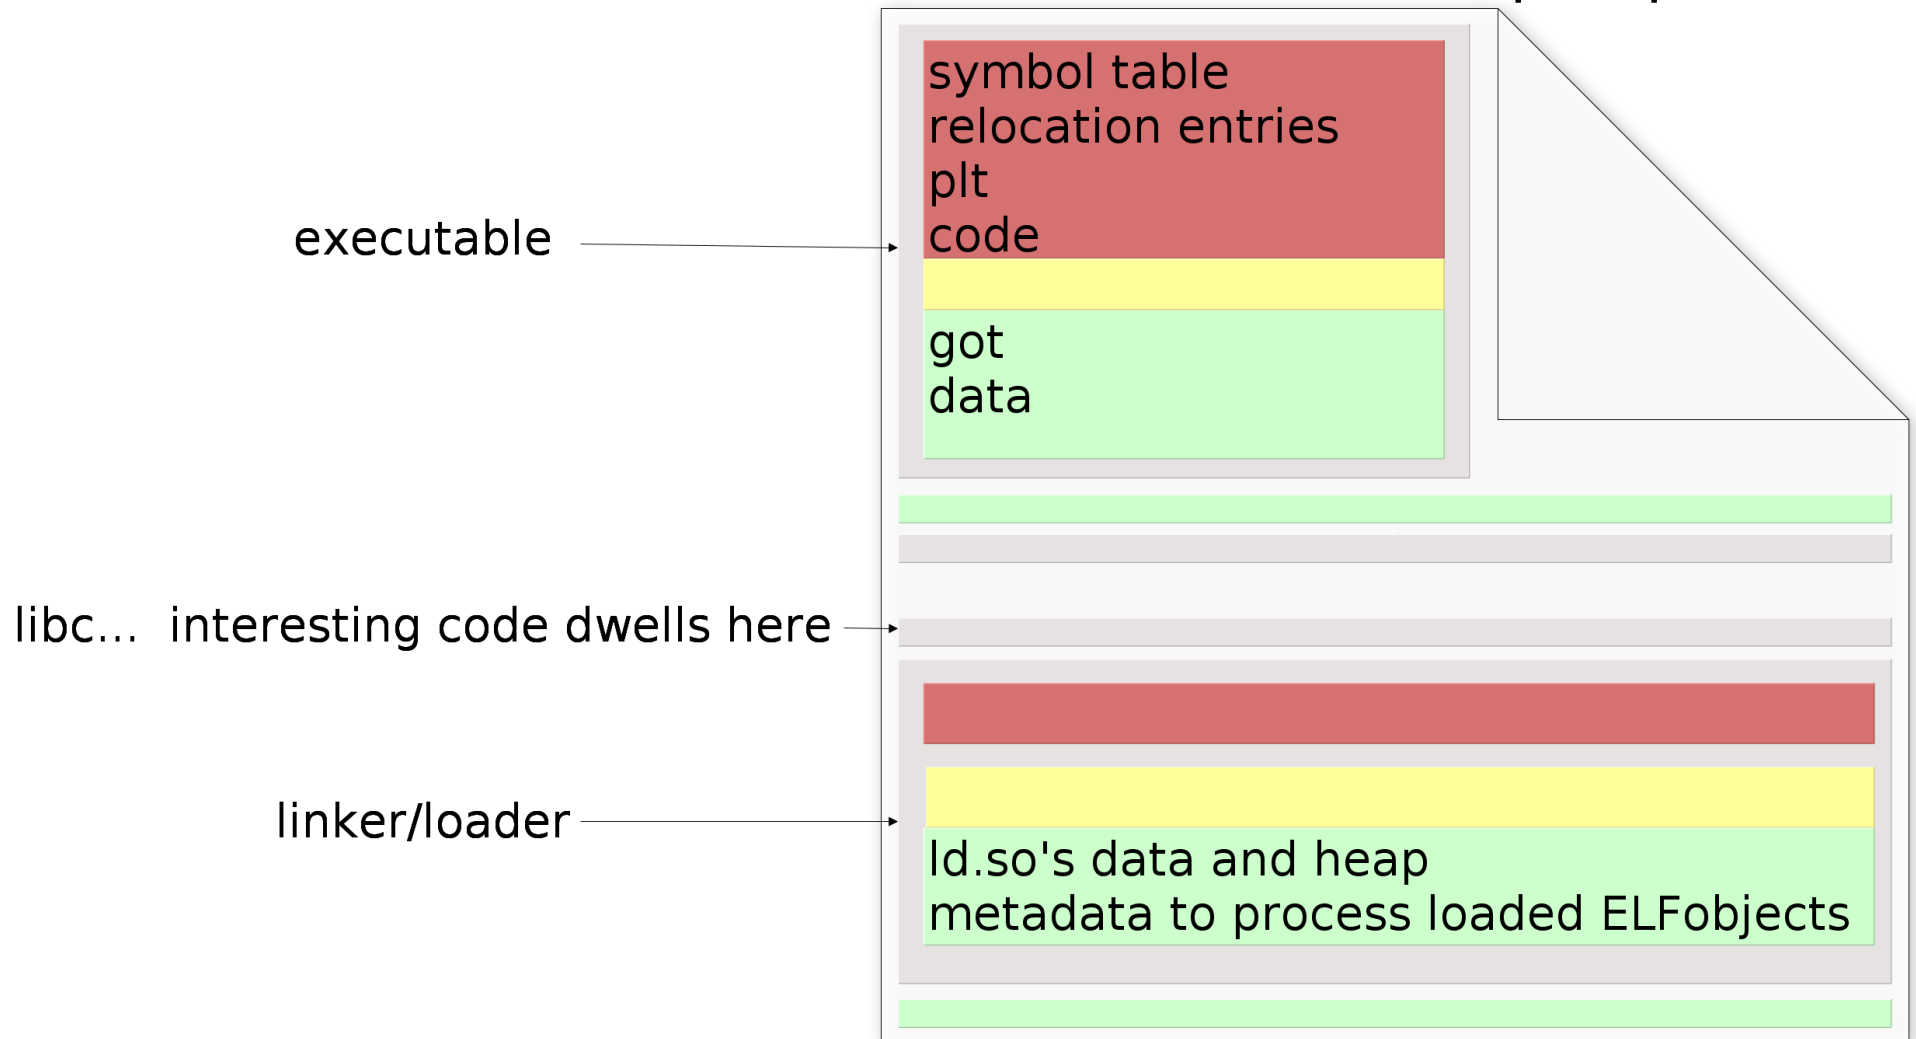 symbol table
relocation entries
plt
code
executable
got
data
libc... interesting code dwells here
linker/loader
ld.so's data and heap
metadata to process loaded ELFobjects